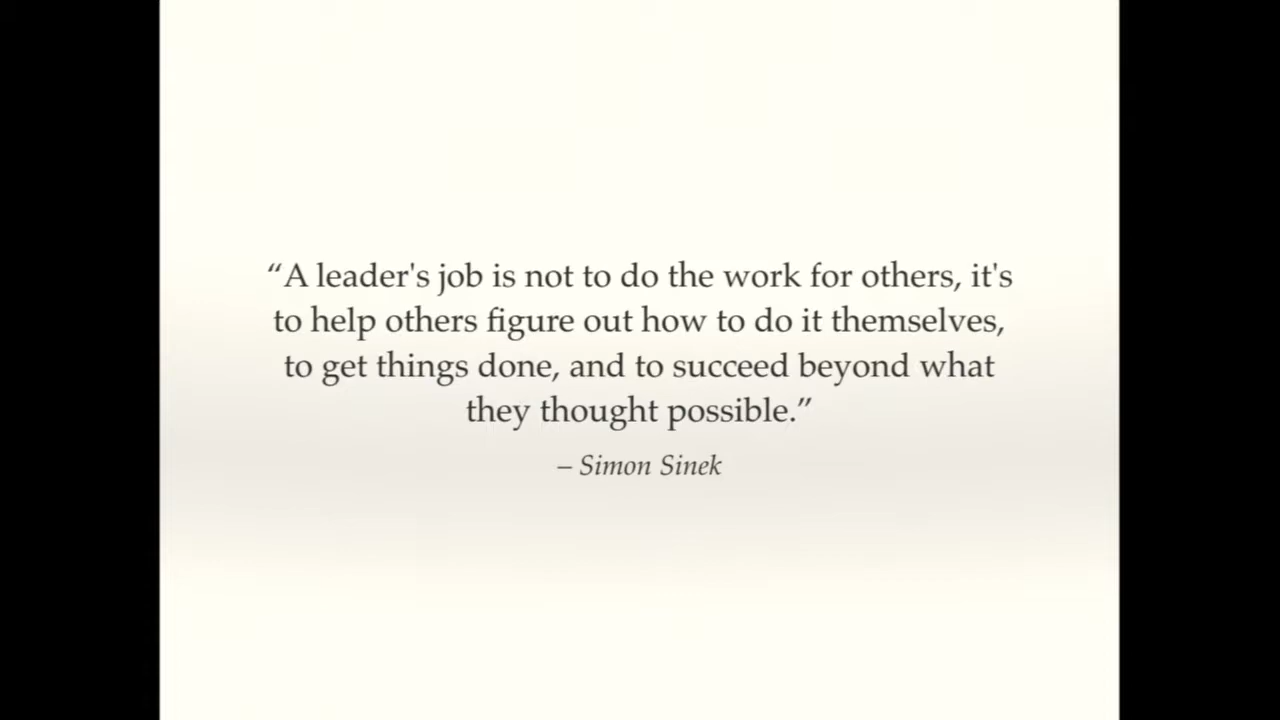 “A leader's job is not to do the work for others, it's
to help others figure out how to do it themselves,
to get things done, and to succeed beyond what
they thought possible.”
– Simon Sinek